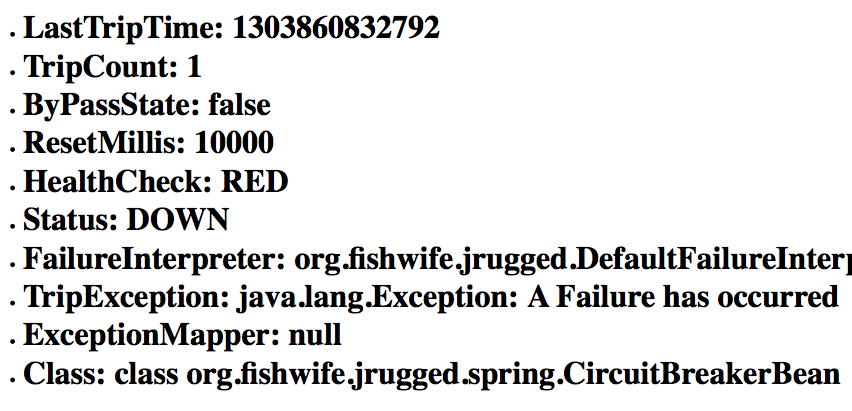 • LastTripTime: 1303860832792
• TripCount: 1
• ByPassState: false
• ResetMillis: 10000
• HealthCheck: RED
• Status: DOWN
• FailureInterpreter: org.fishwife.jrugged.DefaultFailureInterp
• TripException: java.lang.Exception: A Failure has occurred
• ExceptionMapper: null
• Class: class org.fishwife.jrugged.spring.CircuitBreakerBean